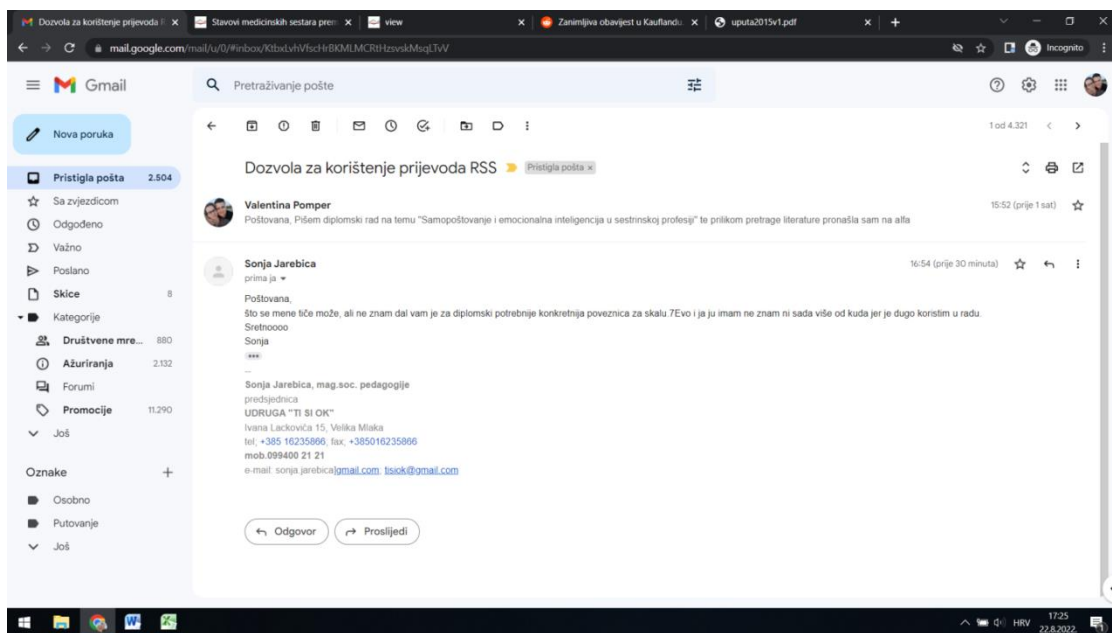 Dozvola za korištenje prijevoda R
Stavovi medicinskih sestara prem
view
Zanimljiva obavijest u Kauflandu
uputa2015v1.pdf
mail.google.com/mail/u/0/#inbox/KtbxLvhVfscHrBKMLMCRtHzsvskMsqLTvV
Incognito
Gmail
Pretraživanje pošte
Nova poruka
1 od 4.321
Dozvola za korištenje prijevoda RSS
Pristigla pošta ×
Pristigla pošta 2.504
Sa zvjezdicom
Odgođeno
Važno
Poslano
Skice 8
Kategorije
Društvene mre... 880
Ažuriranja 2.132
Forumi
Promocije 11.290
Još
Oznake +
Osobno
Putovanje
Još
Valentina Pomper 15:52 (prije 1 sat)
Poštovana, Pišem diplomski rad na temu "Samopoštovanje i emocionalna inteligencija u sestrinskoj profesiji" te prilikom pretrage literature pronašla sam na alfa
Sonja Jarebica 16:54 (prije 30 minuta)
prima ja
Poštovana,
što se mene tiče može, ali ne znam dal vam je za diplomski potrebnije konkretnija poveznica za skalu.7Evo i ja ju imam ne znam ni sada više od kuda jer je dugo koristim u radu.
Sretnoooo
Sonja
...
--
Sonja Jarebica, mag.soc. pedagogije
predsjednica
UDRUGA "TI SI OK"
Ivana Lackovića 15, Velika Mlaka
tel; +385 16235866, fax; +385016235866
mob.099400 21 21
e-mail: sonja.jarebica]gmail.com; tisiok@gmail.com
Odgovor
Proslijedi
HRV
17:25
22.8.2022.